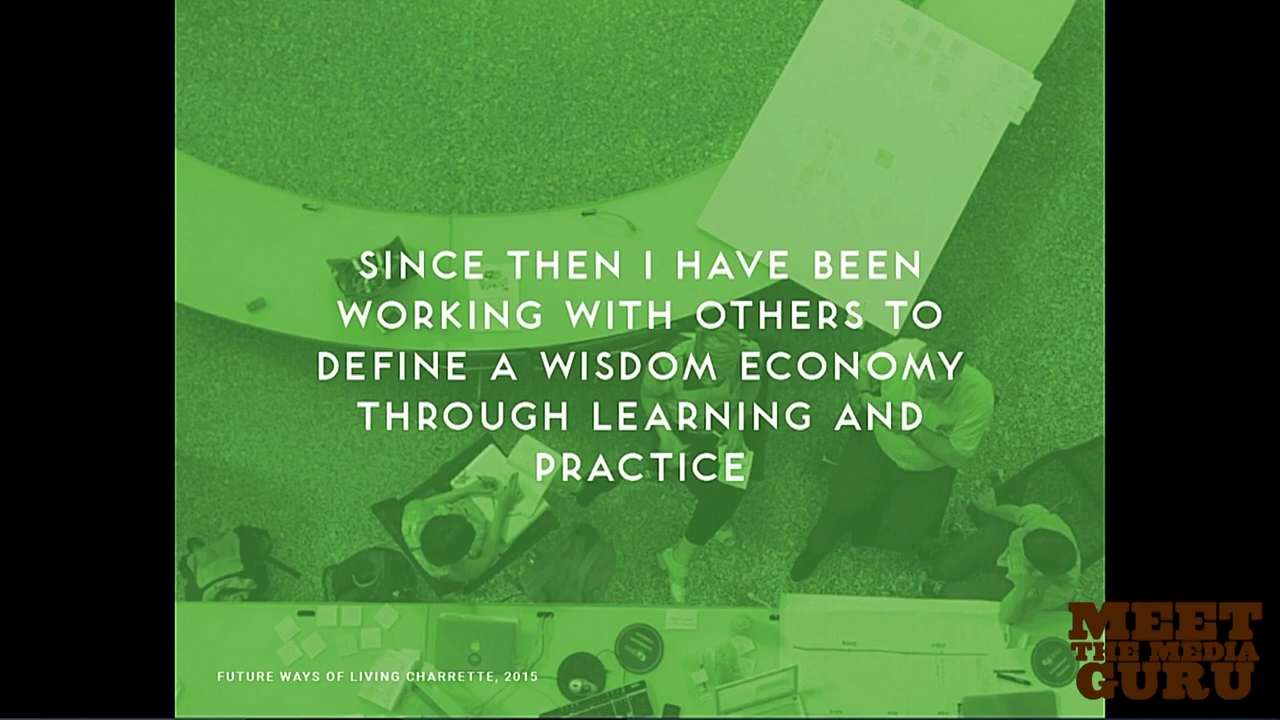 SINCE THEN I HAVE BEEN
WORKING WITH OTHERS TO
DEFINE A WISDOM ECONOMY
THROUGH LEARNING AND
PRACTICE
FUTURE WAYS OF LIVING CHARRETTE, 2015
MEET
THE MEDIA
GURU